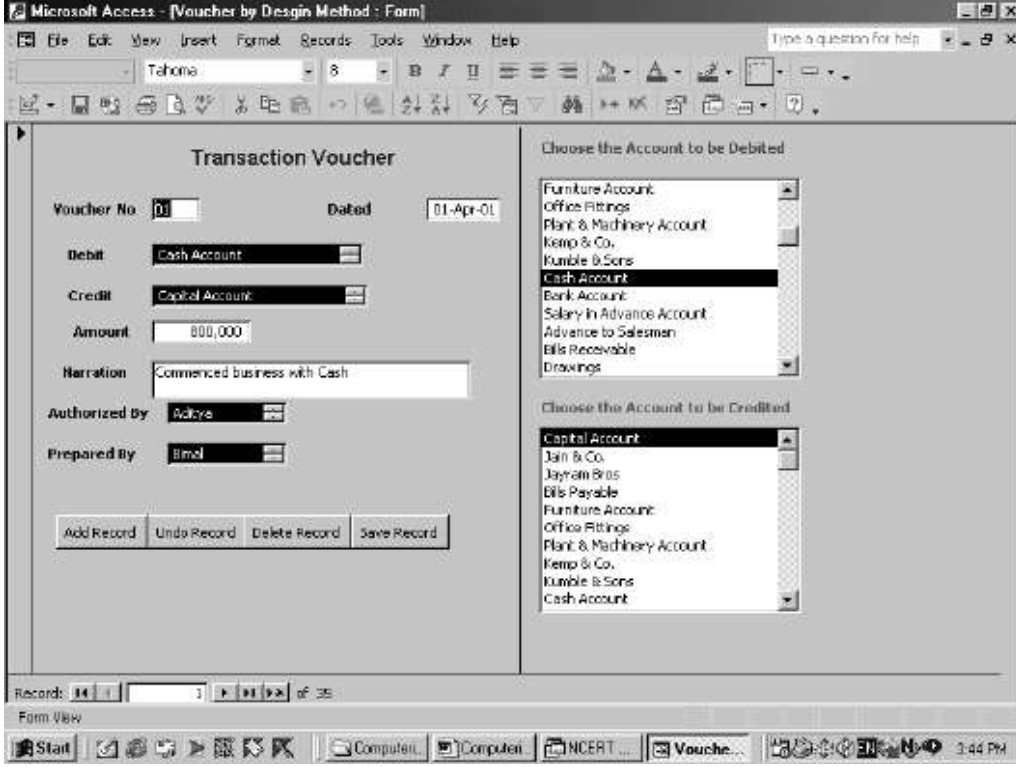 Microsoft Access - [Voucher by Desgin Method : Form]
File Edit View Insert Format Records Tools Window Help
Type a question for help
Tahoma 8 B I U
Transaction Voucher
Voucher No 01 Dated 01-Apr-01
Debit Cash Account
Credit Capital Account
Amount 800,000
Narration Commenced business with Cash
Authorized By Aditya
Prepared By Bimal
Add Record Undo Record Delete Record Save Record
Choose the Account to be Debited
Furniture Account
Office Fittings
Plant & Machinery Account
Kemp & Co.
Kumble & Sons
Cash Account
Bank Account
Salary in Advance Account
Advance to Salesman
Bills Receivable
Drawings
Choose the Account to be Credited
Capital Account
Jain & Co.
Jayram Bros
Bills Payable
Furniture Account
Office Fittings
Plant & Machinery Account
Kemp & Co.
Kumble & Sons
Cash Account
Record: 1 of 35
Form View
Start Computeri... Computeri... NCERT ... Vouche... EN 3:44 PM